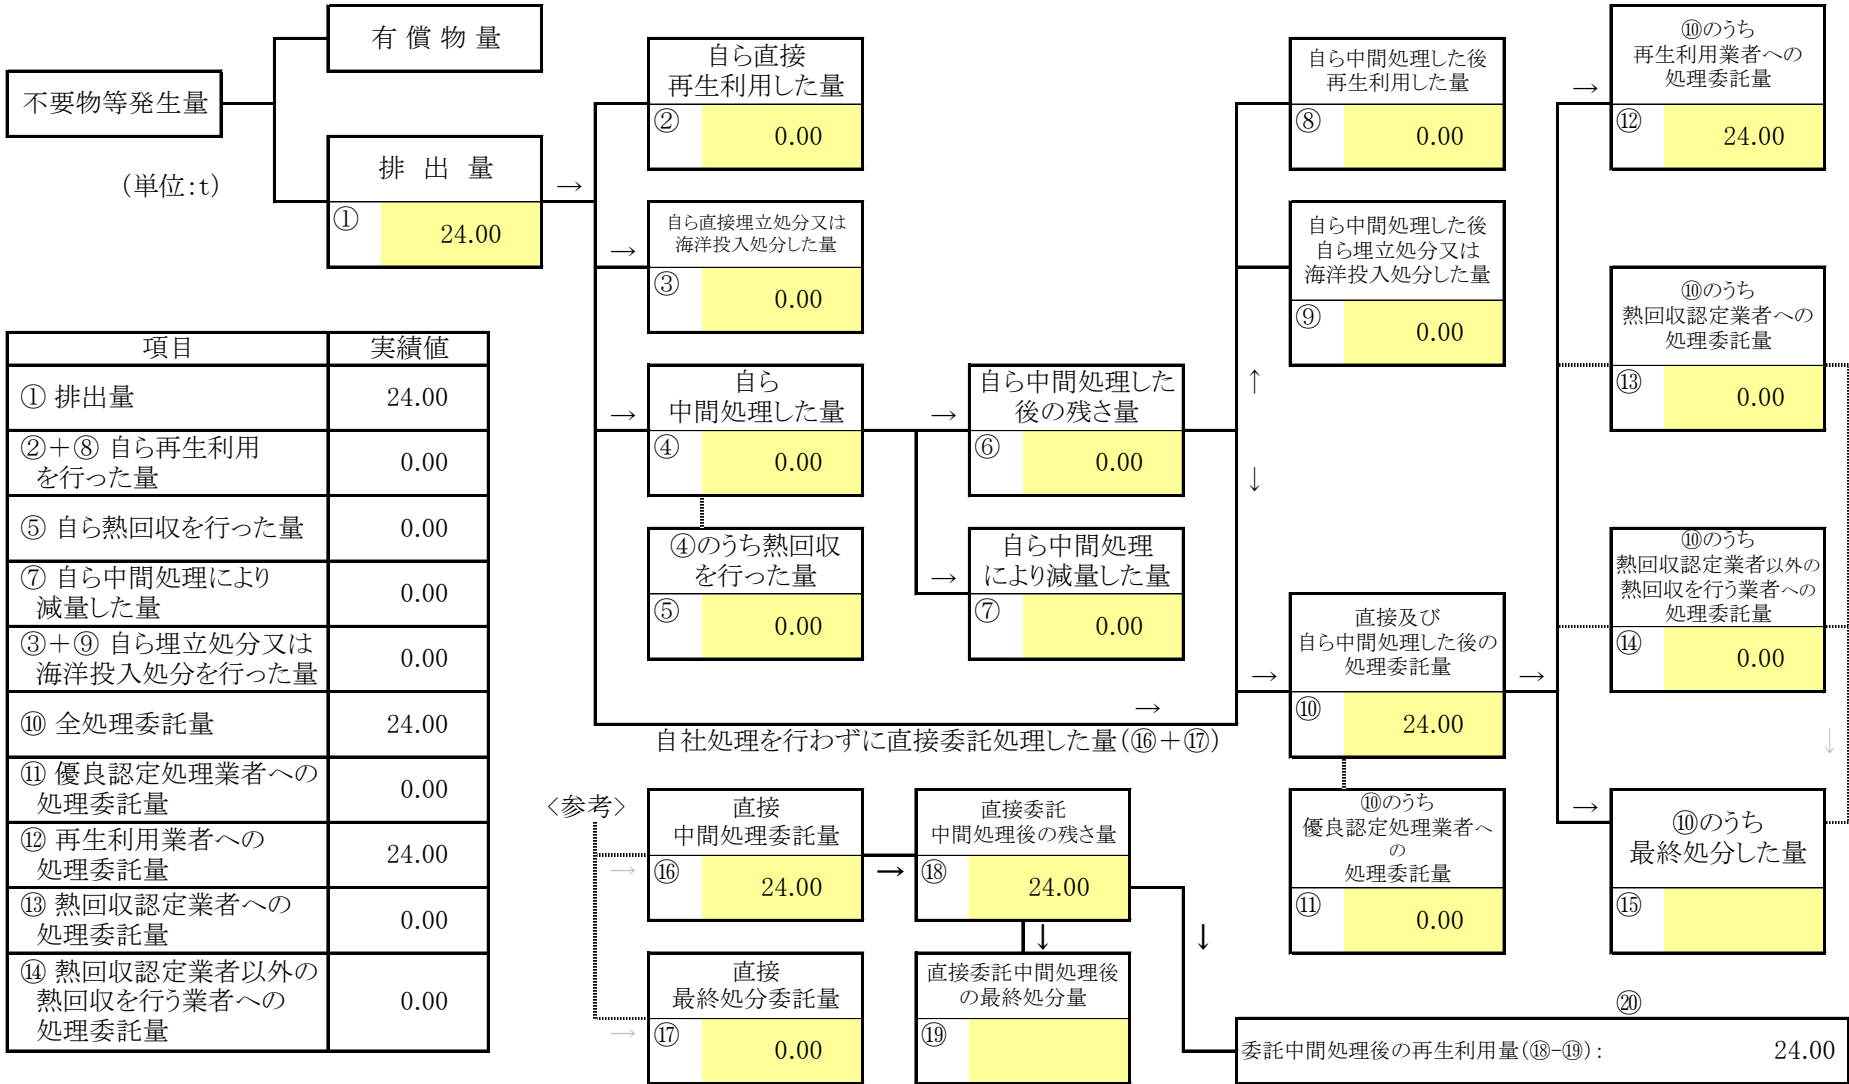 不要物等発生量
(単位:t)
有償物量
排出量
①
24.00
→
自ら直接
再生利用した量
②
0.00
→
自ら直接埋立処分又は
海洋投入処分した量
③
0.00
→
自ら
中間処理した量
④
0.00
④のうち熱回収
を行った量
⑤
0.00
→
自ら中間処理した
後の残さ量
⑥
0.00
→
自ら中間処理
により減量した量
⑦
0.00
自ら中間処理した後
再生利用した量
⑧
0.00
自ら中間処理した後
自ら埋立処分又は
海洋投入処分した量
⑨
0.00
↑
↓
→
自社処理を行わずに直接委託処理した量(⑯+⑰)
→
直接及び
自ら中間処理した後の
処理委託量
⑩
24.00
⑩のうち
優良認定処理業者へ
の
処理委託量
⑪
0.00
→
→
⑩のうち
再生利用業者への
処理委託量
⑫
24.00
⑩のうち
熱回収認定業者への
処理委託量
⑬
0.00
⑩のうち
熱回収認定業者以外の
熱回収を行う業者への
処理委託量
⑭
0.00
↓
→
⑩のうち
最終処分した量
⑮
項目 実績値
① 排出量 24.00
②+⑧ 自ら再生利用
を行った量 0.00
⑤ 自ら熱回収を行った量 0.00
⑦ 自ら中間処理により
減量した量 0.00
③+⑨ 自ら埋立処分又は
海洋投入処分を行った量 0.00
⑩ 全処理委託量 24.00
⑪ 優良認定処理業者への
処理委託量 0.00
⑫ 再生利用業者への
処理委託量 24.00
⑬ 熱回収認定業者への
処理委託量 0.00
⑭ 熱回収認定業者以外の
熱回収を行う業者への
処理委託量 0.00
<参考>
→
直接
中間処理委託量
⑯
24.00
→
直接委託
中間処理後の残さ量
⑱
24.00
→
直接
最終処分委託量
⑰
0.00
↓
直接委託中間処理後
の最終処分量
⑲
↓
⑳
委託中間処理後の再生利用量(⑱-⑲): 24.00